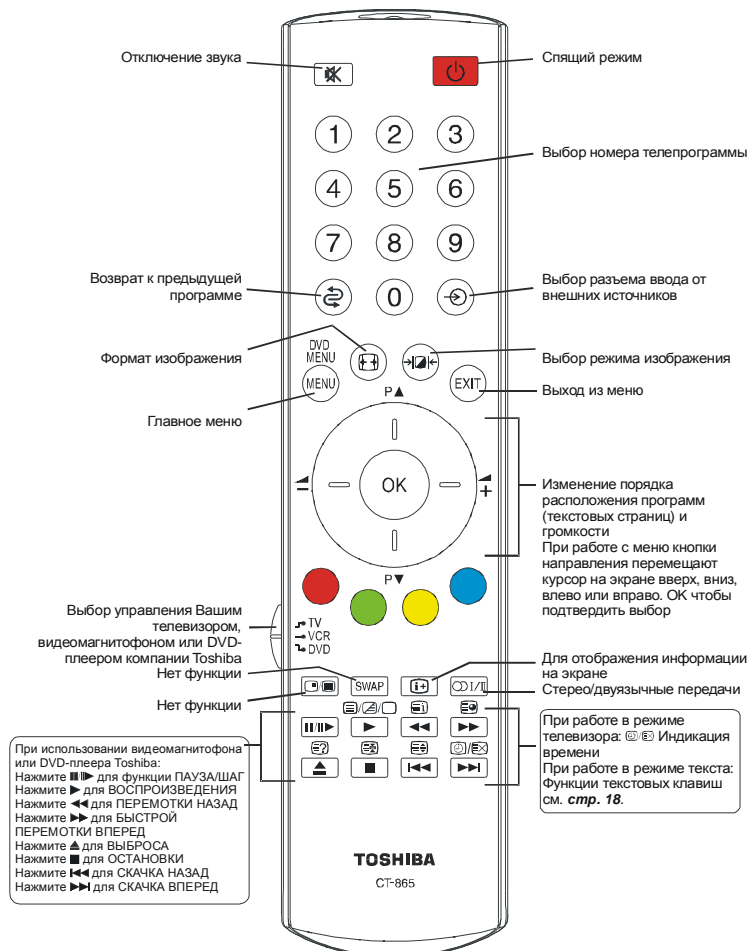 Отключение звука
Спящий режим
1 2 3
Выбор номера телепрограммы
4 5 6
7 8 9
Возврат к предыдущей
программе
0
Выбор разъема ввода от
внешних источников
Формат изображения
DVD
MENU
Выбор режима изображения
MENU
EXIT
Выход из меню
P▲
Главное меню
OK
+
Изменение порядка
расположения программ
(текстовых страниц) и
громкости
При работе с меню кнопки
направления перемещают
курсор на экране вверх, вниз,
влево или вправо. OK чтобы
подтвердить выбор
P▼
Выбор управления Вашим
телевизором,
видеомагнитофоном или DVD-
плеером компании Toshiba
TV
VCR
DVD
Нет функции
Для отображения информации
на экране
SWAP
i+
I/II
Стерео/двуязычные передачи
Нет функции
При использовании видеомагнитофона
или DVD-плеера Toshiba:
Нажмите II/I▶ для функции ПАУЗА/ШАГ
Нажмите ▶ для ВОСПРОИЗВЕДЕНИЯ
Нажмите ◀◀ для ПЕРЕМОТКИ НАЗАД
Нажмите ▶▶ для БЫСТРОЙ
ПЕРЕМОТКИ ВПЕРЕД
Нажмите ⏏ для ВЫБРОСА
Нажмите ■ для ОСТАНОВКИ
Нажмите I◀◀ для СКАЧКА НАЗАД
Нажмите ▶▶I для СКАЧКА ВПЕРЕД
При работе в режиме
телевизора: Индикация
времени
При работе в режиме текста:
Функции текстовых клавиш
см. стр. 18.
TOSHIBA
CT-865